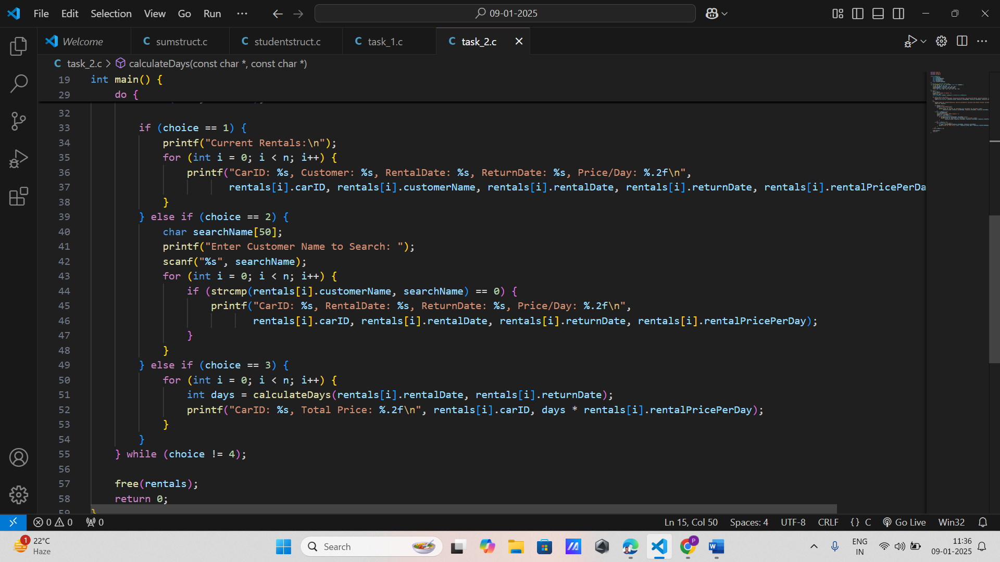 File Edit Selection View Go Run ··· 09-01-2025
Welcome sumstruct.c studentstruct.c task_1.c task_2.c
C task_2.c > calculateDays(const char *, const char *)
19 int main() {
29 do {
32
33 if (choice == 1) {
34 printf("Current Rentals:\n");
35 for (int i = 0; i < n; i++) {
36 printf("CarID: %s, Customer: %s, RentalDate: %s, ReturnDate: %s, Price/Day: %.2f\n",
37 rentals[i].carID, rentals[i].customerName, rentals[i].rentalDate, rentals[i].returnDate, rentals[i].rentalPricePerDa
38 }
39 } else if (choice == 2) {
40 char searchName[50];
41 printf("Enter Customer Name to Search: ");
42 scanf("%s", searchName);
43 for (int i = 0; i < n; i++) {
44 if (strcmp(rentals[i].customerName, searchName) == 0) {
45 printf("CarID: %s, RentalDate: %s, ReturnDate: %s, Price/Day: %.2f\n",
46 rentals[i].carID, rentals[i].rentalDate, rentals[i].returnDate, rentals[i].rentalPricePerDay);
47 }
48 }
49 } else if (choice == 3) {
50 for (int i = 0; i < n; i++) {
51 int days = calculateDays(rentals[i].rentalDate, rentals[i].returnDate);
52 printf("CarID: %s, Total Price: %.2f\n", rentals[i].carID, days * rentals[i].rentalPricePerDay);
53 }
54 }
55 } while (choice != 4);
56
57 free(rentals);
58 return 0;
59 }
0 0 0 Ln 15, Col 50 Spaces: 4 UTF-8 CRLF {} C Go Live Win32
1 22°C Haze Search ENG IN 11:36 09-01-2025